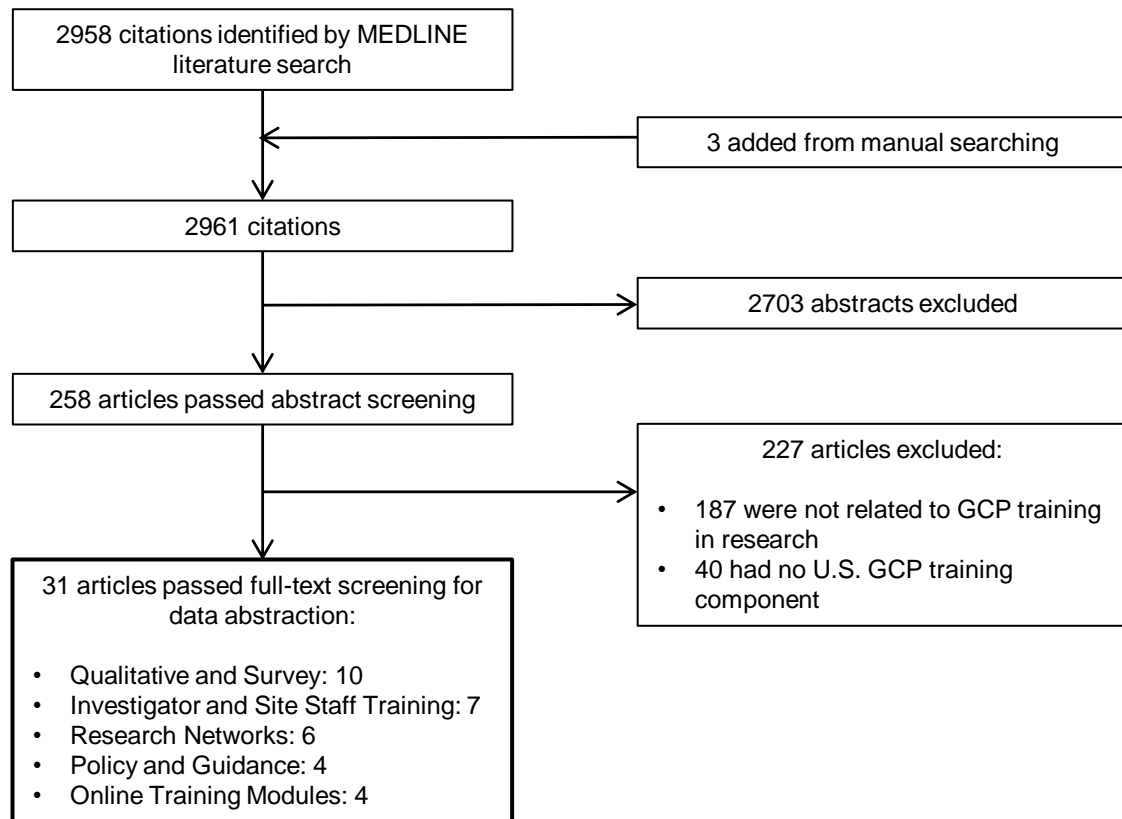 2958 citations identified by MEDLINE
literature search
3 added from manual searching
2961 citations
2703 abstracts excluded
258 articles passed abstract screening
227 articles excluded:
• 187 were not related to GCP training
in research
• 40 had no U.S. GCP training
component
31 articles passed full-text screening for
data abstraction:
• Qualitative and Survey: 10
• Investigator and Site Staff Training: 7
• Research Networks: 6
• Policy and Guidance: 4
• Online Training Modules: 4